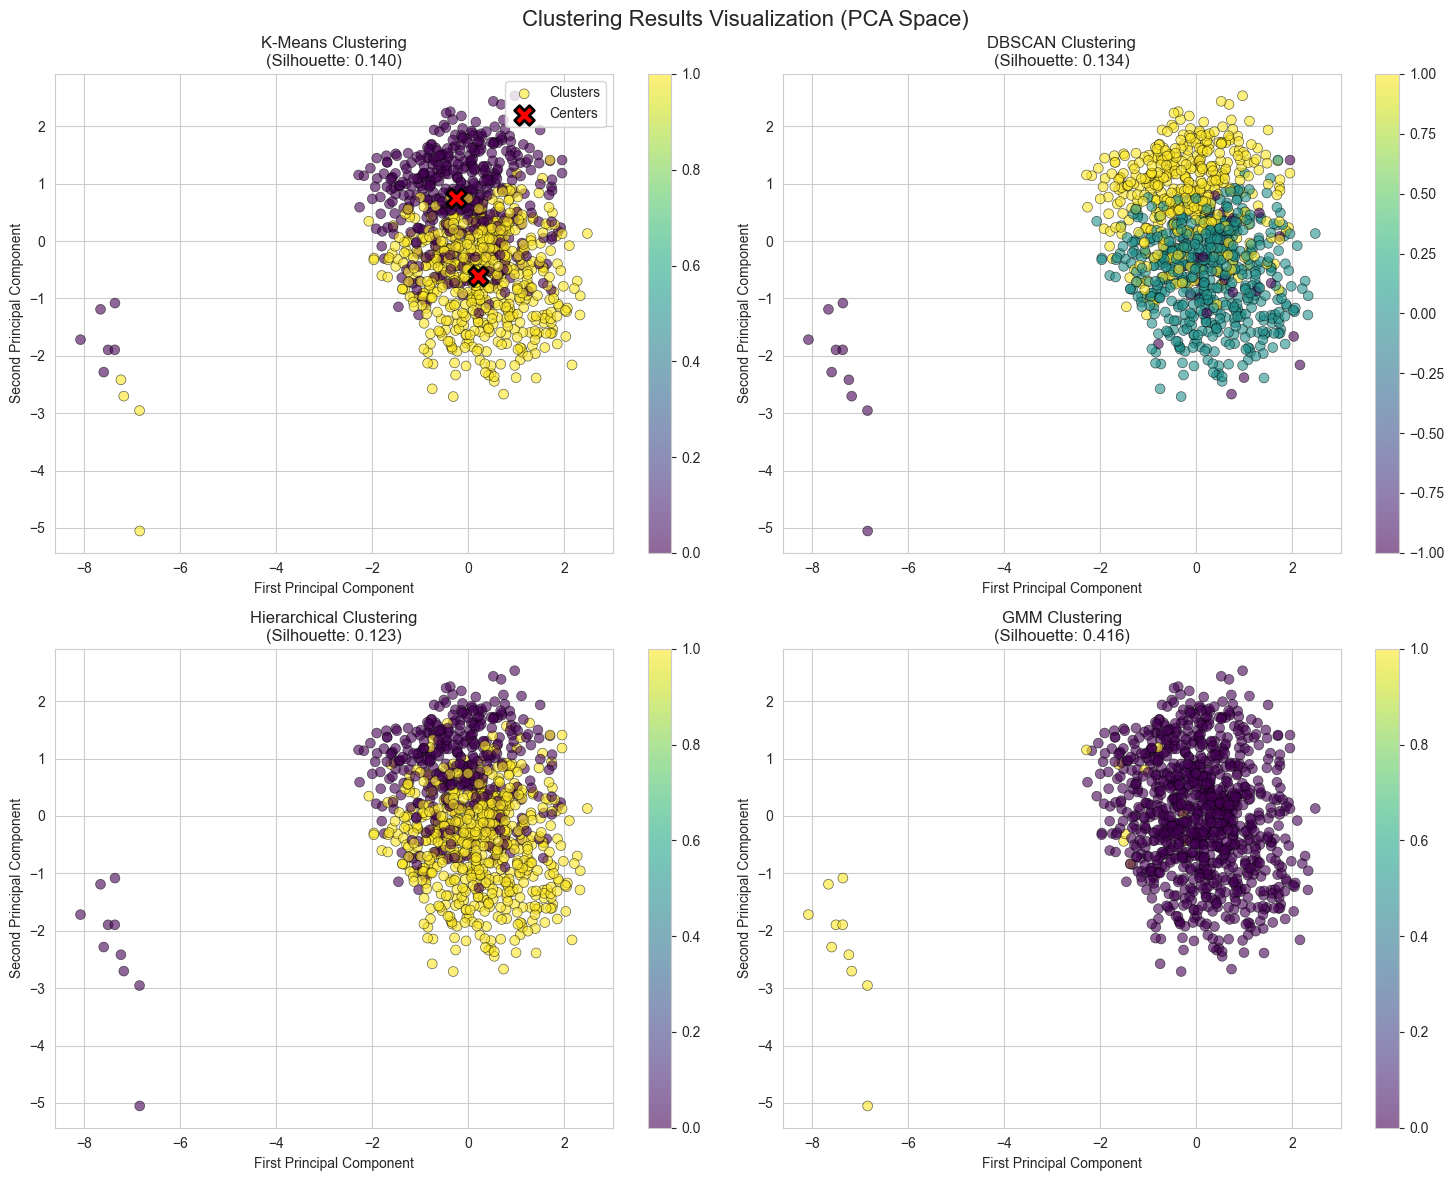 Clustering Results Visualization (PCA Space)
K-Means Clustering
(Silhouette: 0.140)
Clusters
Centers
2
1
0
−1
−2
−3
−4
−5
Second Principal Component
−8 −6 −4 −2 0 2
First Principal Component
1.0
0.8
0.6
0.4
0.2
0.0
DBSCAN Clustering
(Silhouette: 0.134)
2
1
0
−1
−2
−3
−4
−5
Second Principal Component
−8 −6 −4 −2 0 2
First Principal Component
1.00
0.75
0.50
0.25
0.00
−0.25
−0.50
−0.75
−1.00
Hierarchical Clustering
(Silhouette: 0.123)
2
1
0
−1
−2
−3
−4
−5
Second Principal Component
−8 −6 −4 −2 0 2
First Principal Component
1.0
0.8
0.6
0.4
0.2
0.0
GMM Clustering
(Silhouette: 0.416)
2
1
0
−1
−2
−3
−4
−5
Second Principal Component
−8 −6 −4 −2 0 2
First Principal Component
1.0
0.8
0.6
0.4
0.2
0.0